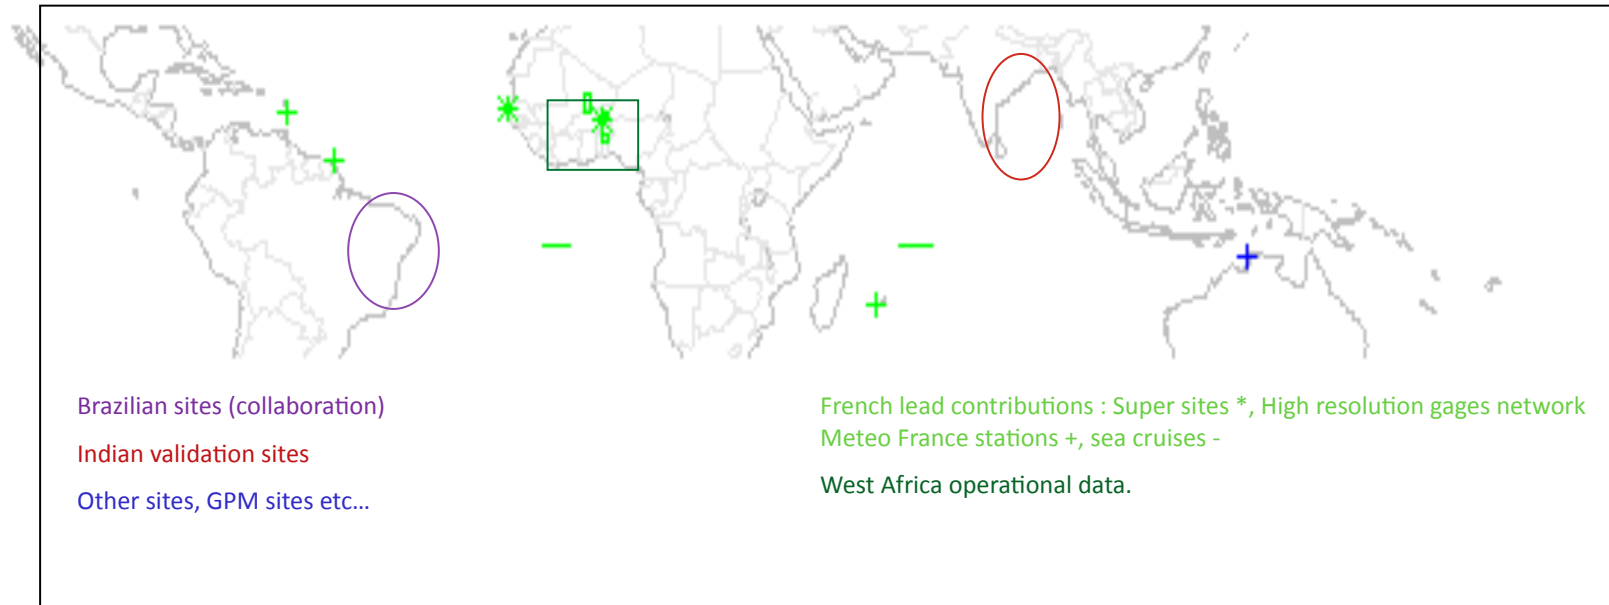 Brazilian sites (collaboration)
Indian validation sites
Other sites, GPM sites etc…
French lead contributions : Super sites *, High resolution gages network
Meteo France stations +, sea cruises -
West Africa operational data.